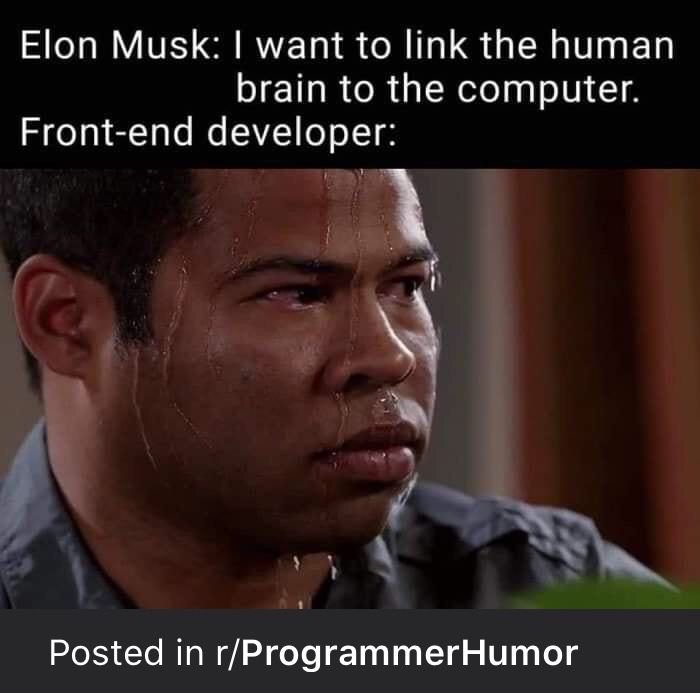 Elon Musk: I want to link the human
brain to the computer.
Front-end developer:
Posted in r/ProgrammerHumor